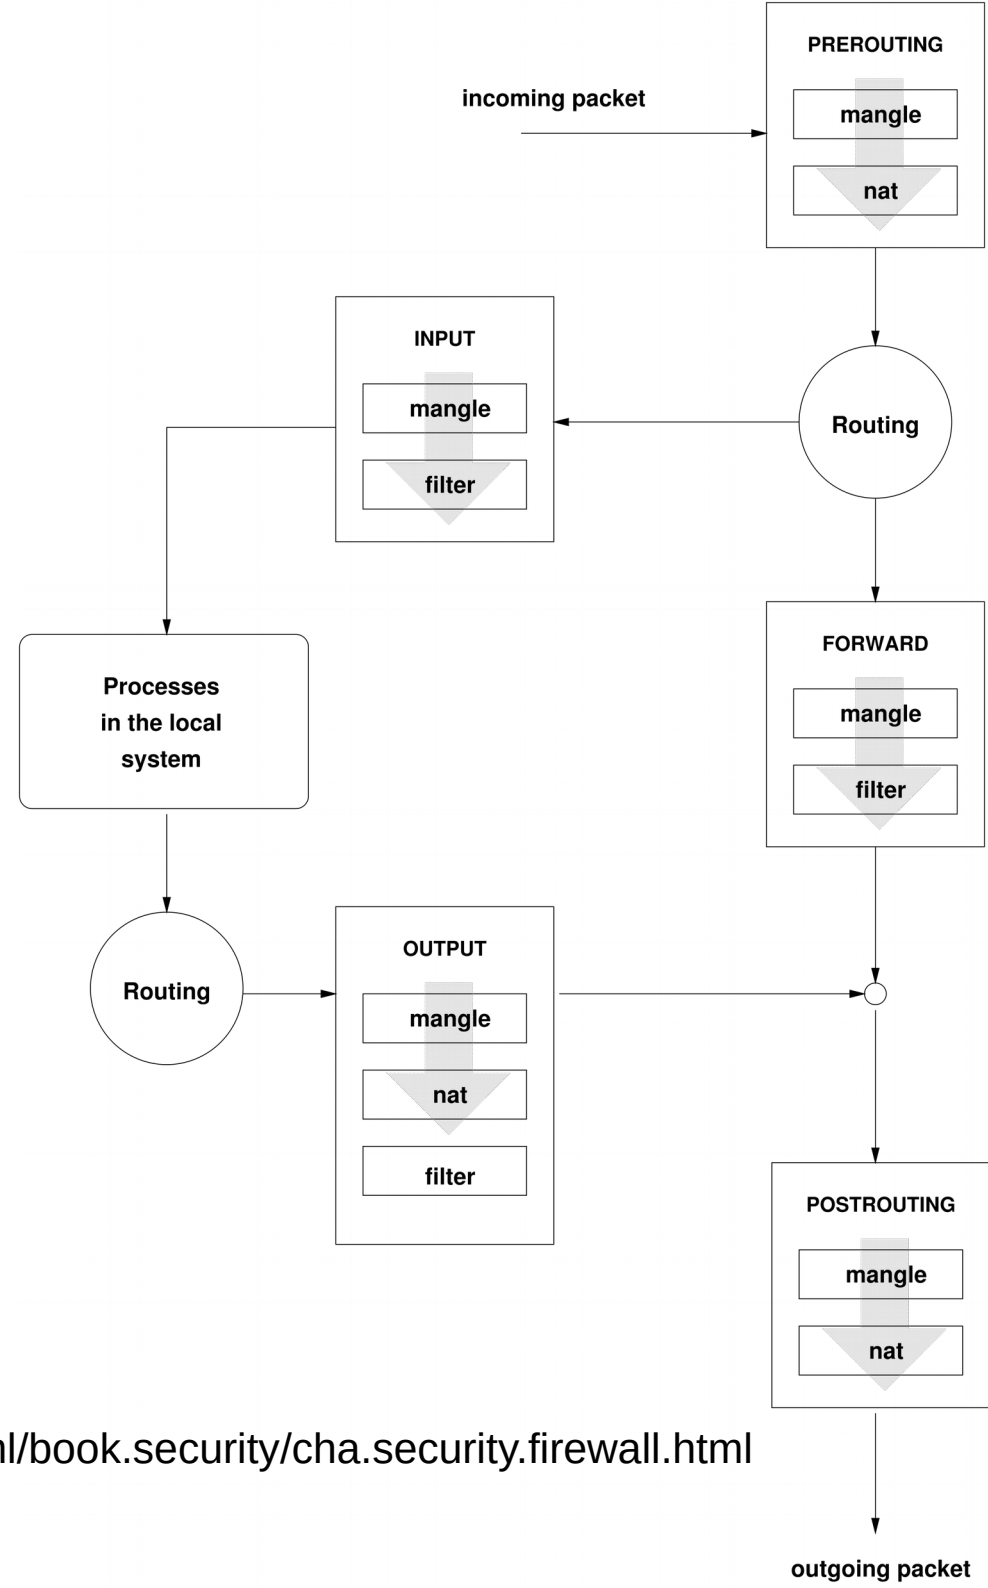 PREROUTING
incoming packet
mangle
nat
INPUT
mangle
filter
Routing
Processes
in the local
system
FORWARD
mangle
filter
Routing
OUTPUT
mangle
nat
filter
POSTROUTING
mangle
nat
/book.security/cha.security.firewall.html
outgoing packet